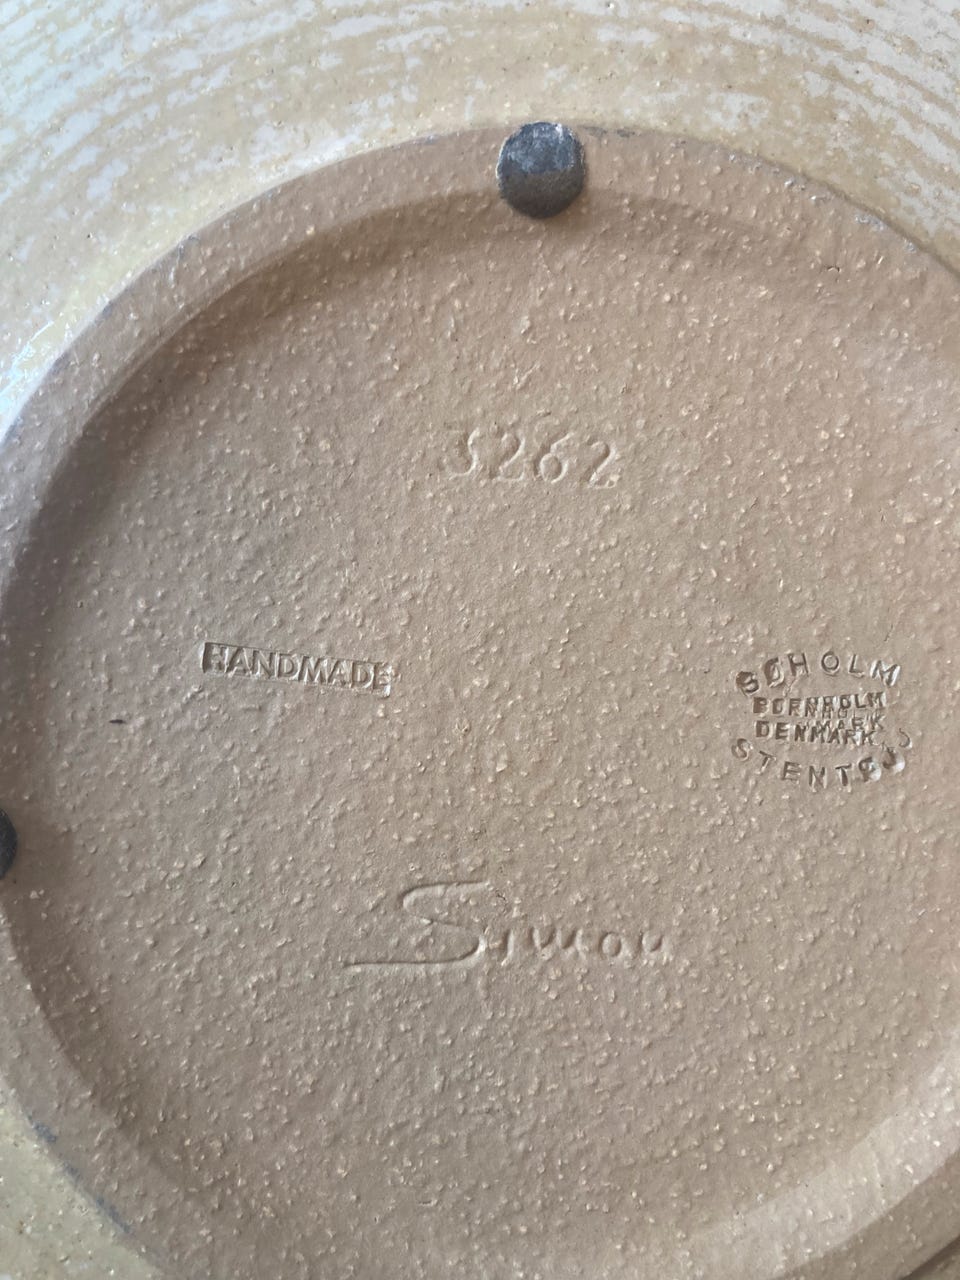 3262
HANDMADE
SØHOLM
BORNHOLM
DENMARK
STENTØJ
Simon